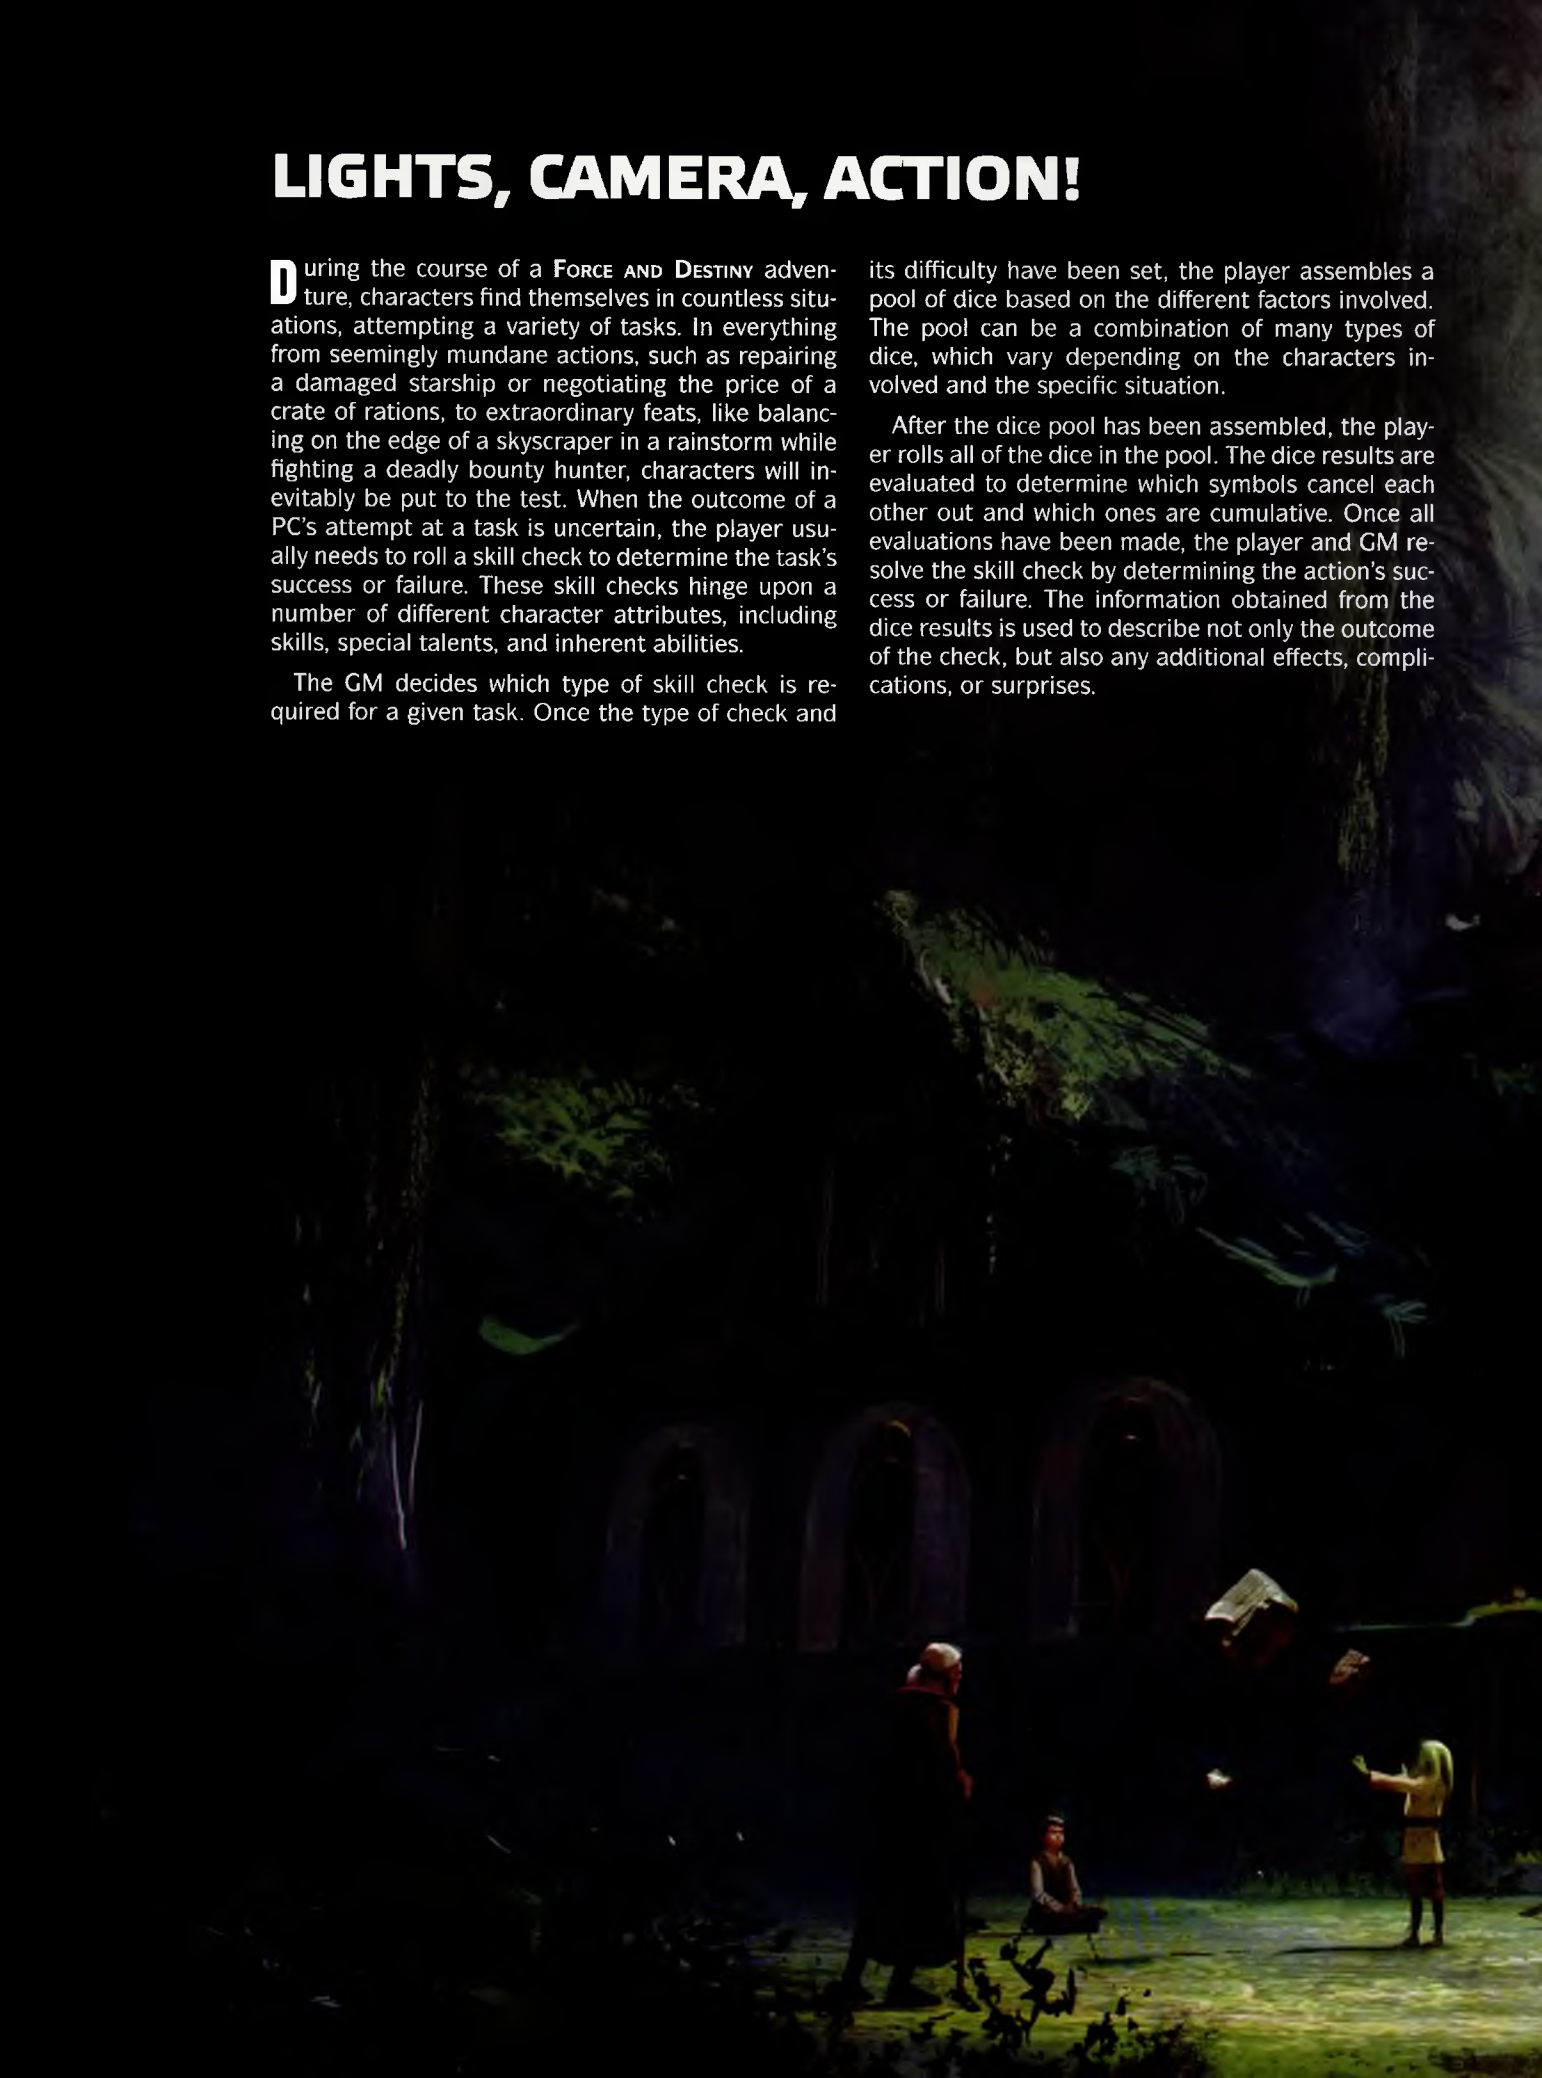 LIGHTS, CAMERA, ACTION!
During the course of a FORCE AND DESTINY adven-
ture, characters find themselves in countless situ-
ations, attempting a variety of tasks. In everything
from seemingly mundane actions, such as repairing
a damaged starship or negotiating the price of a
crate of rations, to extraordinary feats, like balanc-
ing on the edge of a skyscraper in a rainstorm while
fighting a deadly bounty hunter, characters will in-
evitably be put to the test. When the outcome of a
PC's attempt at a task is uncertain, the player usu-
ally needs to roll a skill check to determine the task's
success or failure. These skill checks hinge upon a
number of different character attributes, including
skills, special talents, and inherent abilities.
The GM decides which type of skill check is re-
quired for a given task. Once the type of check and
its difficulty have been set, the player assembles a
pool of dice based on the different factors involved.
The pool can be a combination of many types of
dice, which vary depending on the characters in-
volved and the specific situation.
After the dice pool has been assembled, the play-
er rolls all of the dice in the pool. The dice results are
evaluated to determine which symbols cancel each
other out and which ones are cumulative. Once all
evaluations have been made, the player and GM re-
solve the skill check by determining the action's suc-
cess or failure. The information obtained from the
dice results is used to describe not only the outcome
of the check, but also any additional effects, compli-
cations, or surprises.